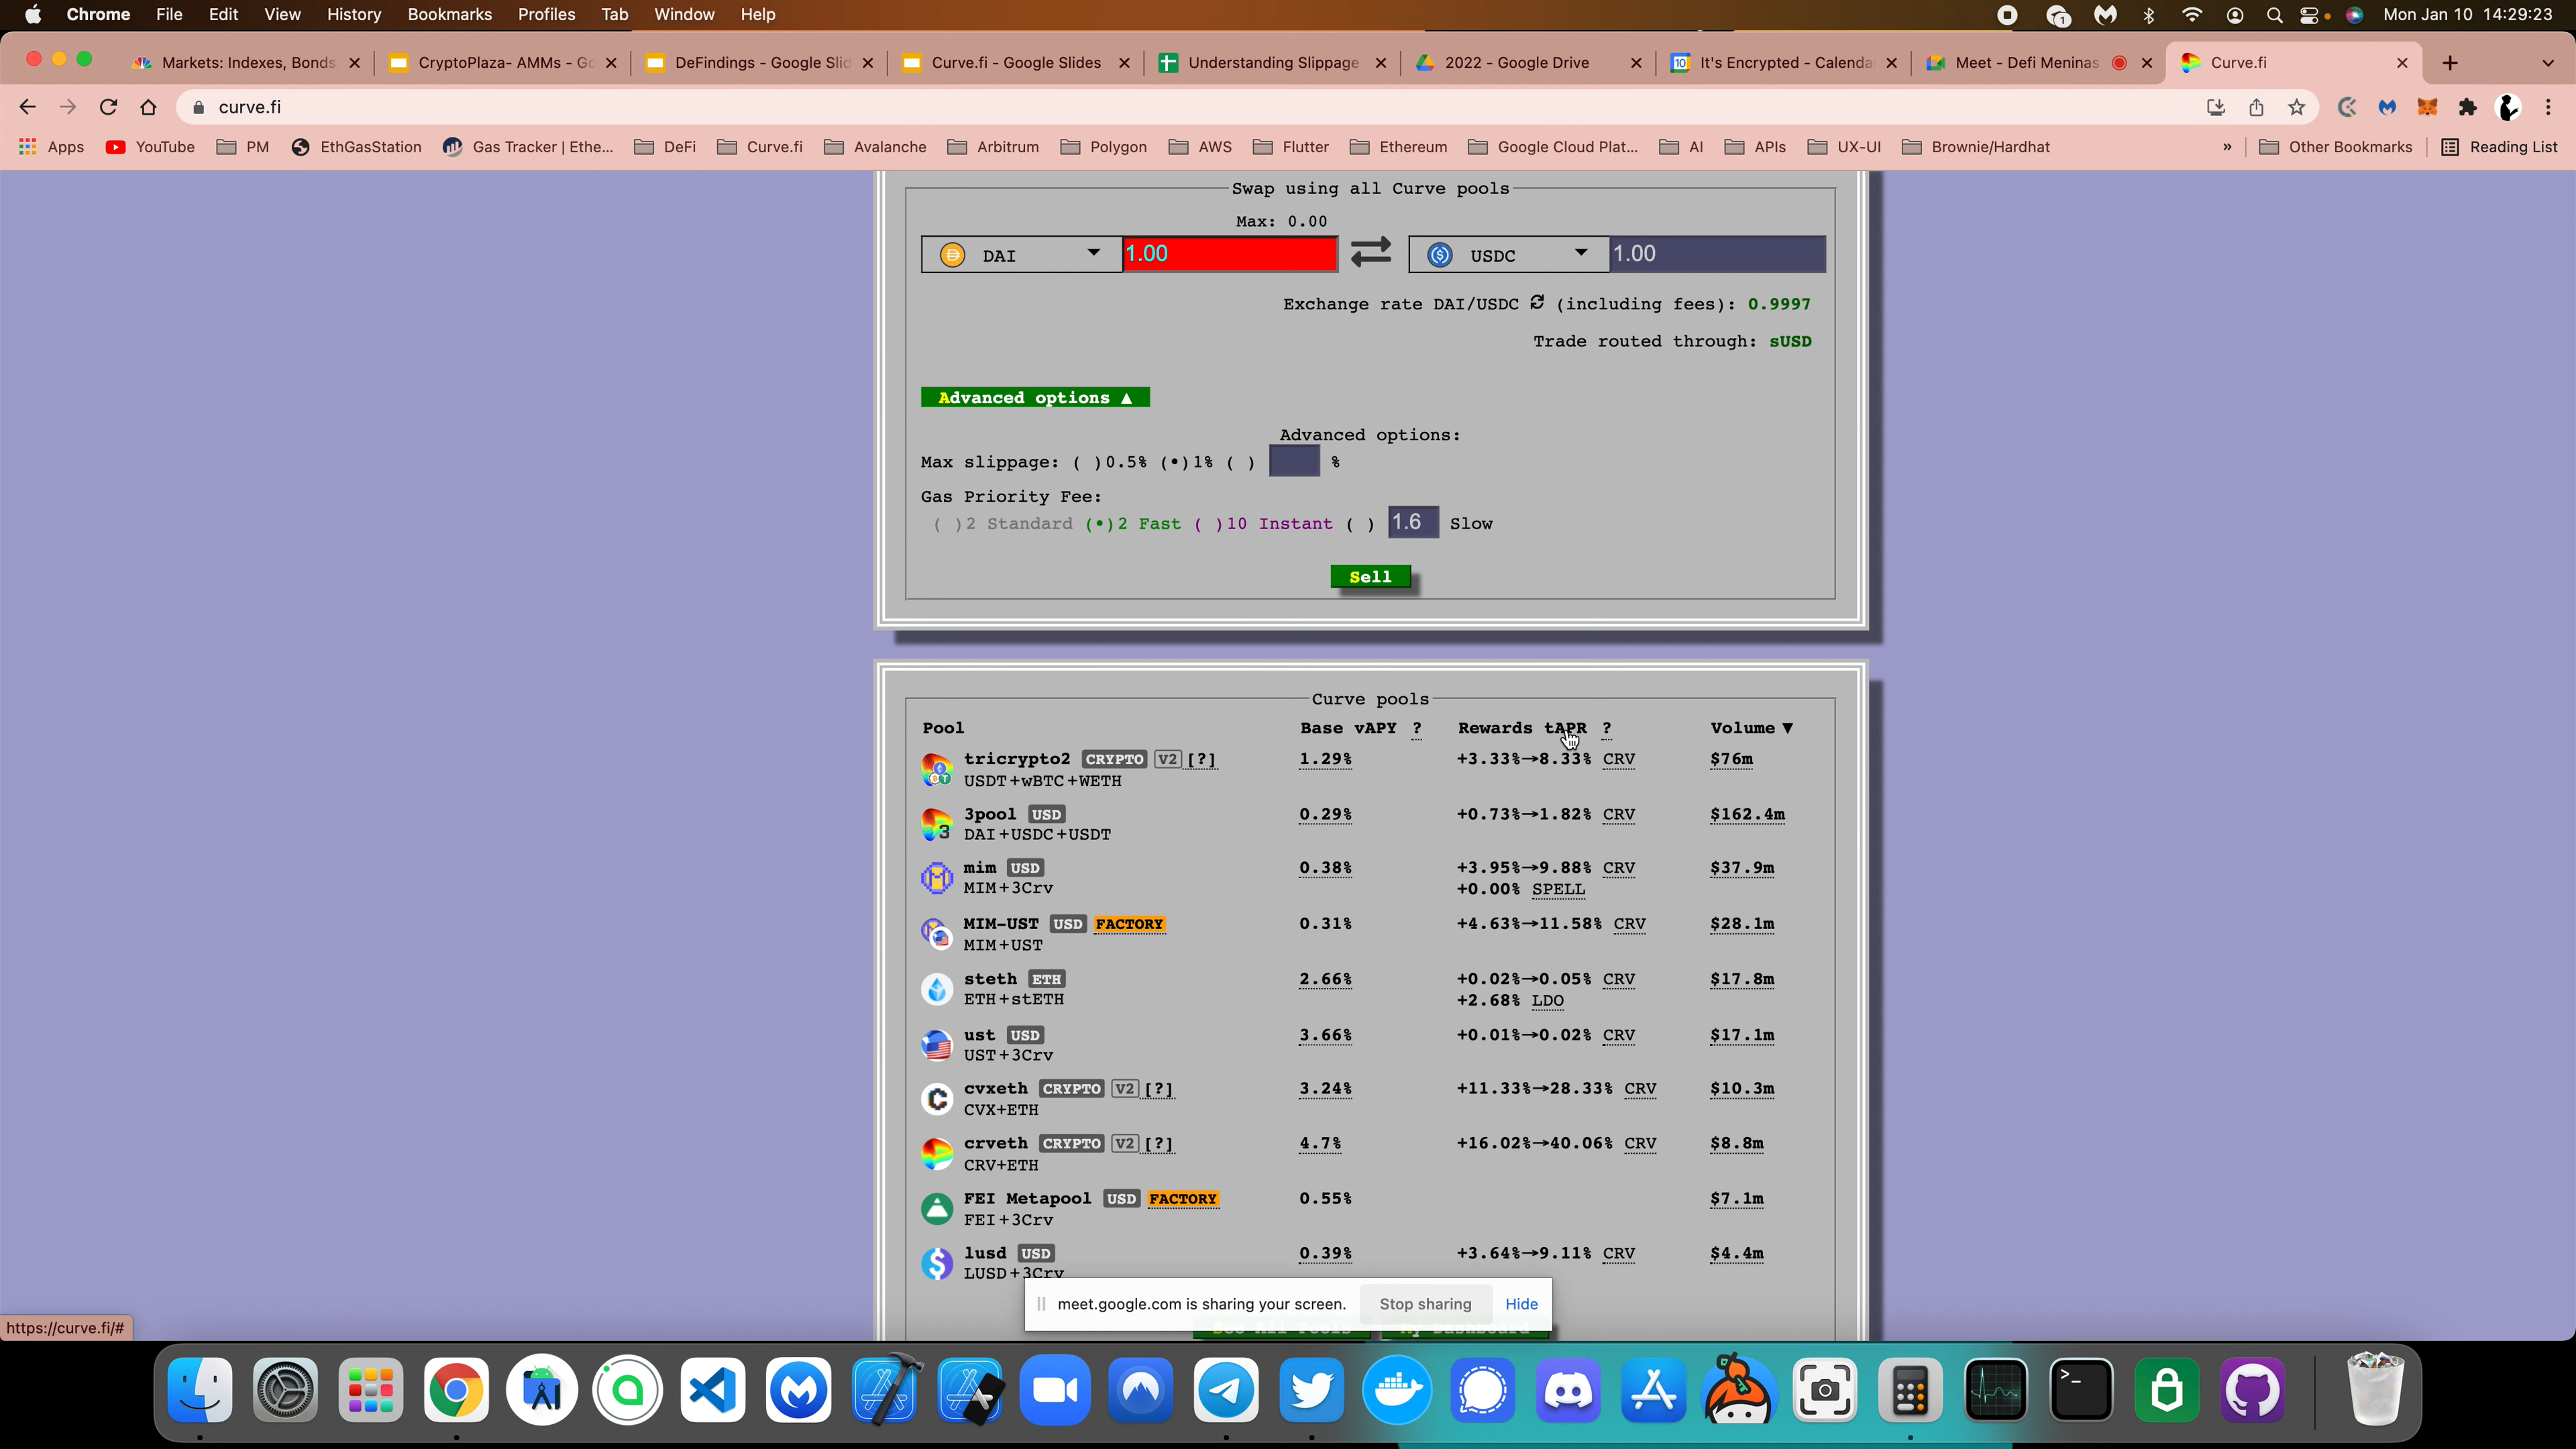 Chrome File Edit View History Bookmarks Profiles Tab Window Help 1 Mon Jan 10 14:29:23
Markets: Indexes, Bonds, CryptoPlaza- AMMs - Go DeFindings - Google Slid Curve.fi - Google Slides Understanding Slippage 2022 - Google Drive It's Encrypted - Calenda Meet - Defi Meninas Curve.fi
curve.fi
Apps YouTube PM EthGasStation Gas Tracker | Ethe... DeFi Curve.fi Avalanche Arbitrum Polygon AWS Flutter Ethereum Google Cloud Plat... AI APIs UX-UI Brownie/Hardhat » Other Bookmarks Reading List
Swap using all Curve pools
Max: 0.00
DAI 1.00 USDC 1.00
Exchange rate DAI/USDC (including fees): 0.9997
Trade routed through: sUSD
Advanced options ▲
Advanced options:
Max slippage: ( )0.5% (•)1% ( ) %
Gas Priority Fee:
( )2 Standard (•)2 Fast ( )10 Instant ( ) 1.6 Slow
Sell
Curve pools
Pool Base vAPY ? Rewards tAPR ? Volume ▼
tricrypto2 CRYPTO V2 [?] 1.29% +3.33%→8.33% CRV $76m
USDT+wBTC+WETH
3pool USD 0.29% +0.73%→1.82% CRV $162.4m
DAI+USDC+USDT
mim USD 0.38% +3.95%→9.88% CRV $37.9m
MIM+3Crv +0.00% SPELL
MIM-UST USD FACTORY 0.31% +4.63%→11.58% CRV $28.1m
MIM+UST
steth ETH 2.66% +0.02%→0.05% CRV $17.8m
ETH+stETH +2.68% LDO
ust USD 3.66% +0.01%→0.02% CRV $17.1m
UST+3Crv
cvxeth CRYPTO V2 [?] 3.24% +11.33%→28.33% CRV $10.3m
CVX+ETH
crveth CRYPTO V2 [?] 4.7% +16.02%→40.06% CRV $8.8m
CRV+ETH
FEI Metapool USD FACTORY 0.55% $7.1m
FEI+3Crv
lusd USD 0.39% +3.64%→9.11% CRV $4.4m
LUSD+3Crv
meet.google.com is sharing your screen. Stop sharing Hide
See All Pools My Dashboard
https://curve.fi/#